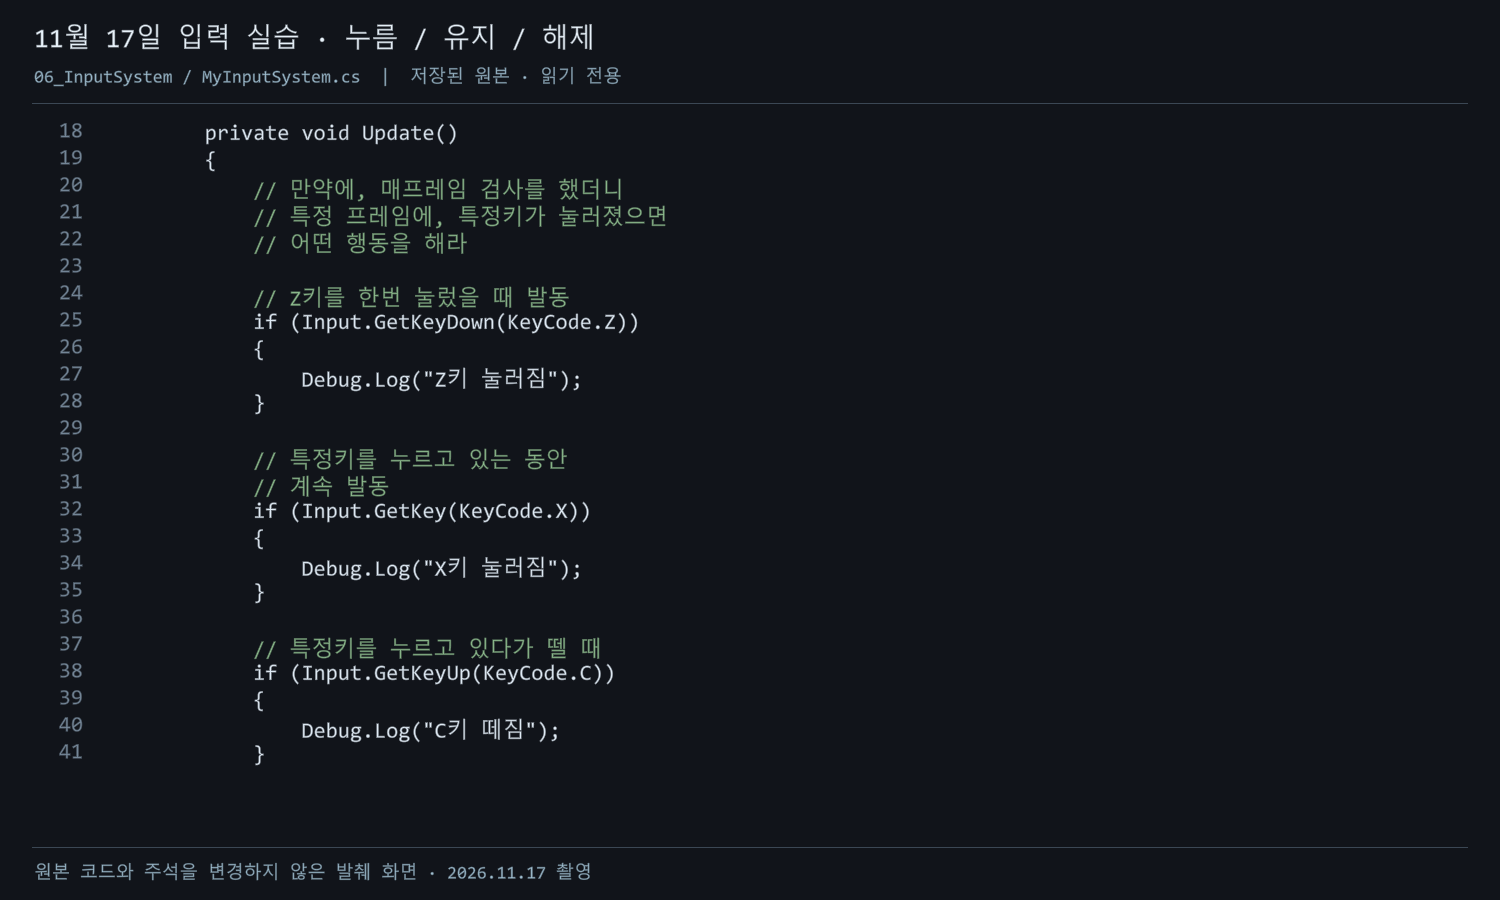 11월 17일 입력 실습 · 누름 / 유지 / 해제
06_InputSystem / MyInputSystem.cs | 저장된 원본 · 읽기 전용
18 private void Update()
19 {
20 // 만약에, 매프레임 검사를 했더니
21 // 특정 프레임에, 특정키가 눌러졌으면
22 // 어떤 행동을 해라
23
24 // Z키를 한번 눌렀을 때 발동
25 if (Input.GetKeyDown(KeyCode.Z))
26 {
27 Debug.Log("Z키 눌러짐");
28 }
29
30 // 특정키를 누르고 있는 동안
31 // 계속 발동
32 if (Input.GetKey(KeyCode.X))
33 {
34 Debug.Log("X키 눌러짐");
35 }
36
37 // 특정키를 누르고 있다가 뗄 때
38 if (Input.GetKeyUp(KeyCode.C))
39 {
40 Debug.Log("C키 떼짐");
41 }
원본 코드와 주석을 변경하지 않은 발췌 화면 · 2026.11.17 촬영